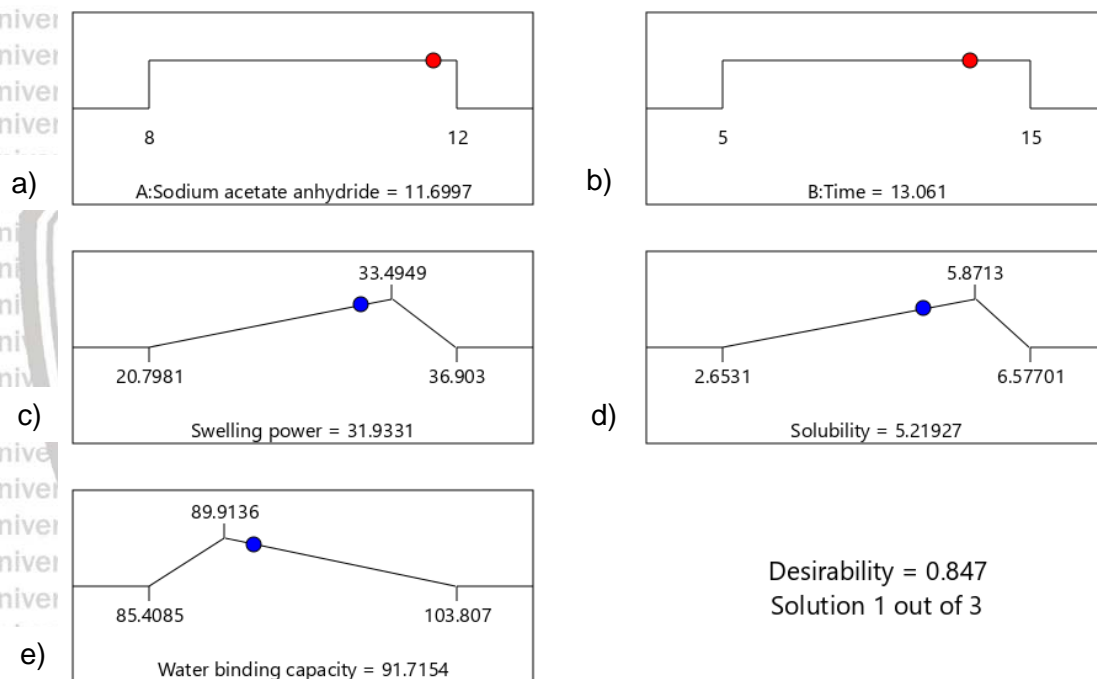 8 12
A:Sodium acetate anhydride = 11.6997
a)
5 15
B:Time = 13.061
b)
33.4949
20.7981 36.903
Swelling power = 31.9331
c)
5.8713
2.6531 6.57701
Solubility = 5.21927
d)
89.9136
85.4085 103.807
Water binding capacity = 91.7154
e)
Desirability = 0.847
Solution 1 out of 3